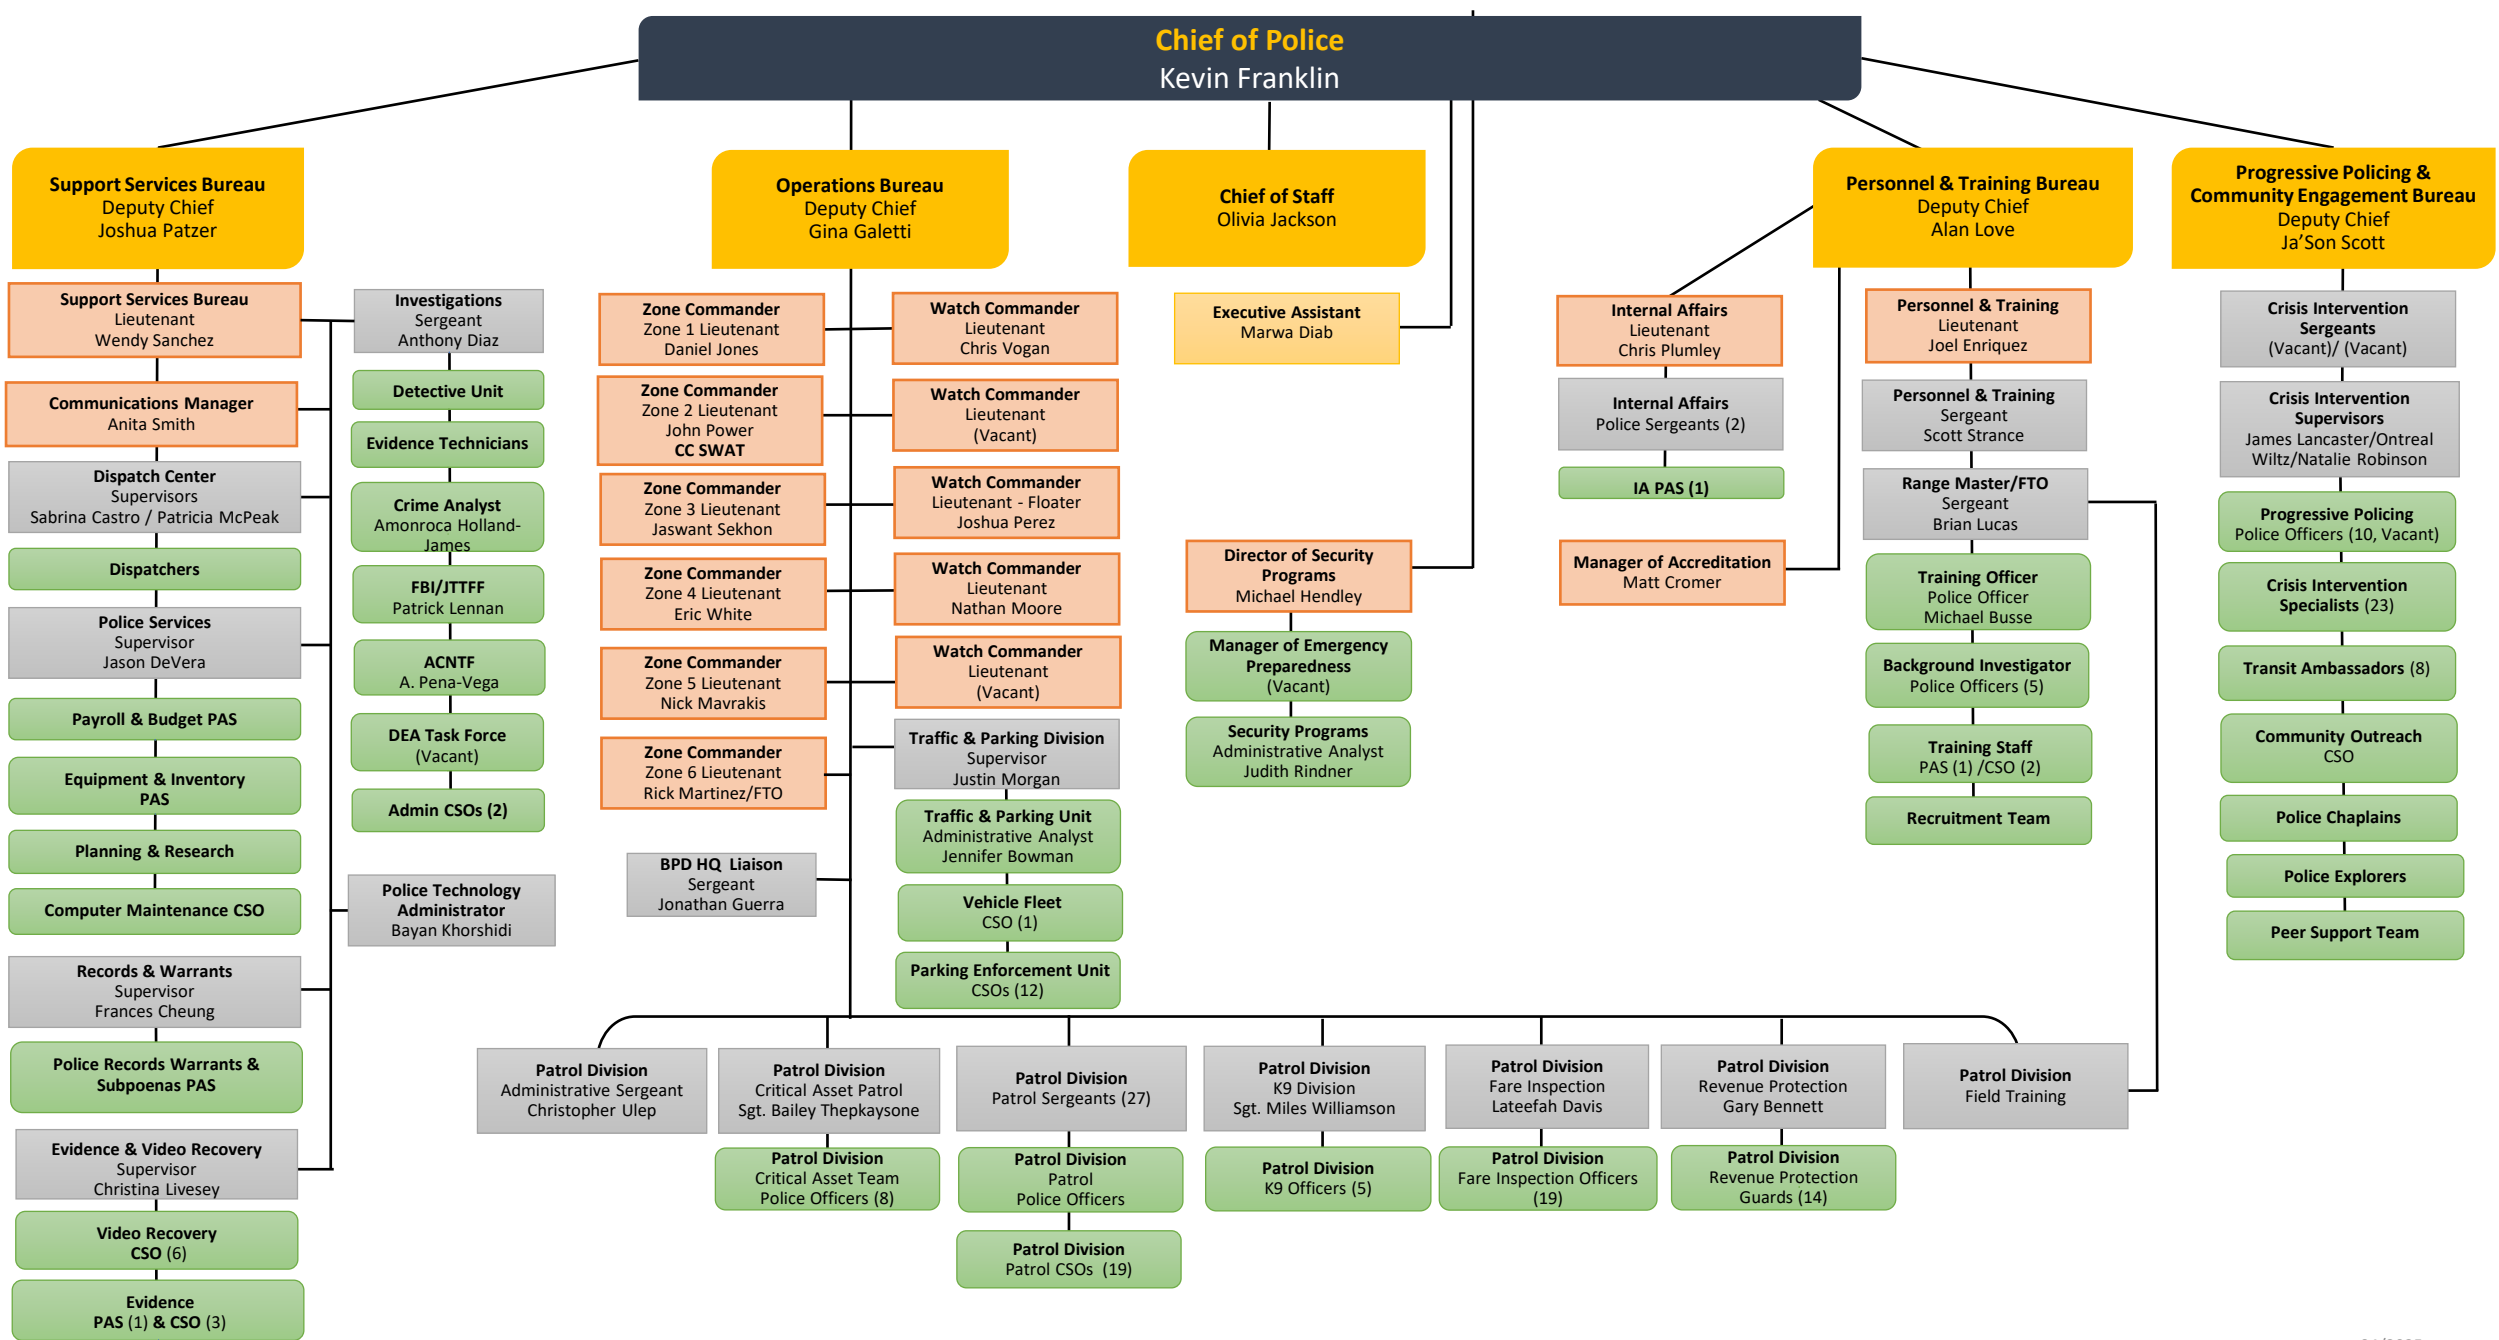 Chief of Police
Kevin Franklin
Support Services Bureau
Deputy Chief
Joshua Patzer
Operations Bureau
Deputy Chief
Gina Galetti
Chief of Staff
Olivia Jackson
Personnel & Training Bureau
Deputy Chief
Alan Love
Progressive Policing &
Community Engagement Bureau
Deputy Chief
Ja’Son Scott
Support Services Bureau
Lieutenant
Wendy Sanchez
Communications Manager
Anita Smith
Dispatch Center
Supervisors
Sabrina Castro / Patricia McPeak
Dispatchers
Police Services
Supervisor
Jason DeVera
Payroll & Budget PAS
Equipment & Inventory
PAS
Planning & Research
Computer Maintenance CSO
Records & Warrants
Supervisor
Frances Cheung
Police Records Warrants &
Subpoenas PAS
Evidence & Video Recovery
Supervisor
Christina Livesey
Video Recovery
CSO (6)
Evidence
PAS (1) & CSO (3)
Investigations
Sergeant
Anthony Diaz
Detective Unit
Evidence Technicians
Crime Analyst
Amonroca Holland-
James
FBI/JTTFF
Patrick Lennan
ACNTF
A. Pena-Vega
DEA Task Force
(Vacant)
Admin CSOs (2)
Police Technology
Administrator
Bayan Khorshidi
Zone Commander
Zone 1 Lieutenant
Daniel Jones
Zone Commander
Zone 2 Lieutenant
John Power
CC SWAT
Zone Commander
Zone 3 Lieutenant
Jaswant Sekhon
Zone Commander
Zone 4 Lieutenant
Eric White
Zone Commander
Zone 5 Lieutenant
Nick Mavrakis
Zone Commander
Zone 6 Lieutenant
Rick Martinez/FTO
BPD HQ Liaison
Sergeant
Jonathan Guerra
Watch Commander
Lieutenant
Chris Vogan
Watch Commander
Lieutenant
(Vacant)
Watch Commander
Lieutenant - Floater
Joshua Perez
Watch Commander
Lieutenant
Nathan Moore
Watch Commander
Lieutenant
(Vacant)
Traffic & Parking Division
Supervisor
Justin Morgan
Traffic & Parking Unit
Administrative Analyst
Jennifer Bowman
Vehicle Fleet
CSO (1)
Parking Enforcement Unit
CSOs (12)
Executive Assistant
Marwa Diab
Director of Security
Programs
Michael Hendley
Manager of Emergency
Preparedness
(Vacant)
Security Programs
Administrative Analyst
Judith Rindner
Internal Affairs
Lieutenant
Chris Plumley
Internal Affairs
Police Sergeants (2)
IA PAS (1)
Manager of Accreditation
Matt Cromer
Personnel & Training
Lieutenant
Joel Enriquez
Personnel & Training
Sergeant
Scott Strance
Range Master/FTO
Sergeant
Brian Lucas
Training Officer
Police Officer
Michael Busse
Background Investigator
Police Officers (5)
Training Staff
PAS (1) /CSO (2)
Recruitment Team
Crisis Intervention
Sergeants
(Vacant)/ (Vacant)
Crisis Intervention
Supervisors
James Lancaster/Ontreal
Wiltz/Natalie Robinson
Progressive Policing
Police Officers (10, Vacant)
Crisis Intervention
Specialists (23)
Transit Ambassadors (8)
Community Outreach
CSO
Police Chaplains
Police Explorers
Peer Support Team
Patrol Division
Administrative Sergeant
Christopher Ulep
Patrol Division
Critical Asset Patrol
Sgt. Bailey Thepkaysone
Patrol Division
Critical Asset Team
Police Officers (8)
Patrol Division
Patrol Sergeants (27)
Patrol Division
Patrol
Police Officers
Patrol Division
Patrol CSOs (19)
Patrol Division
K9 Division
Sgt. Miles Williamson
Patrol Division
K9 Officers (5)
Patrol Division
Fare Inspection
Lateefah Davis
Patrol Division
Fare Inspection Officers
(19)
Patrol Division
Revenue Protection
Gary Bennett
Patrol Division
Revenue Protection
Guards (14)
Patrol Division
Field Training